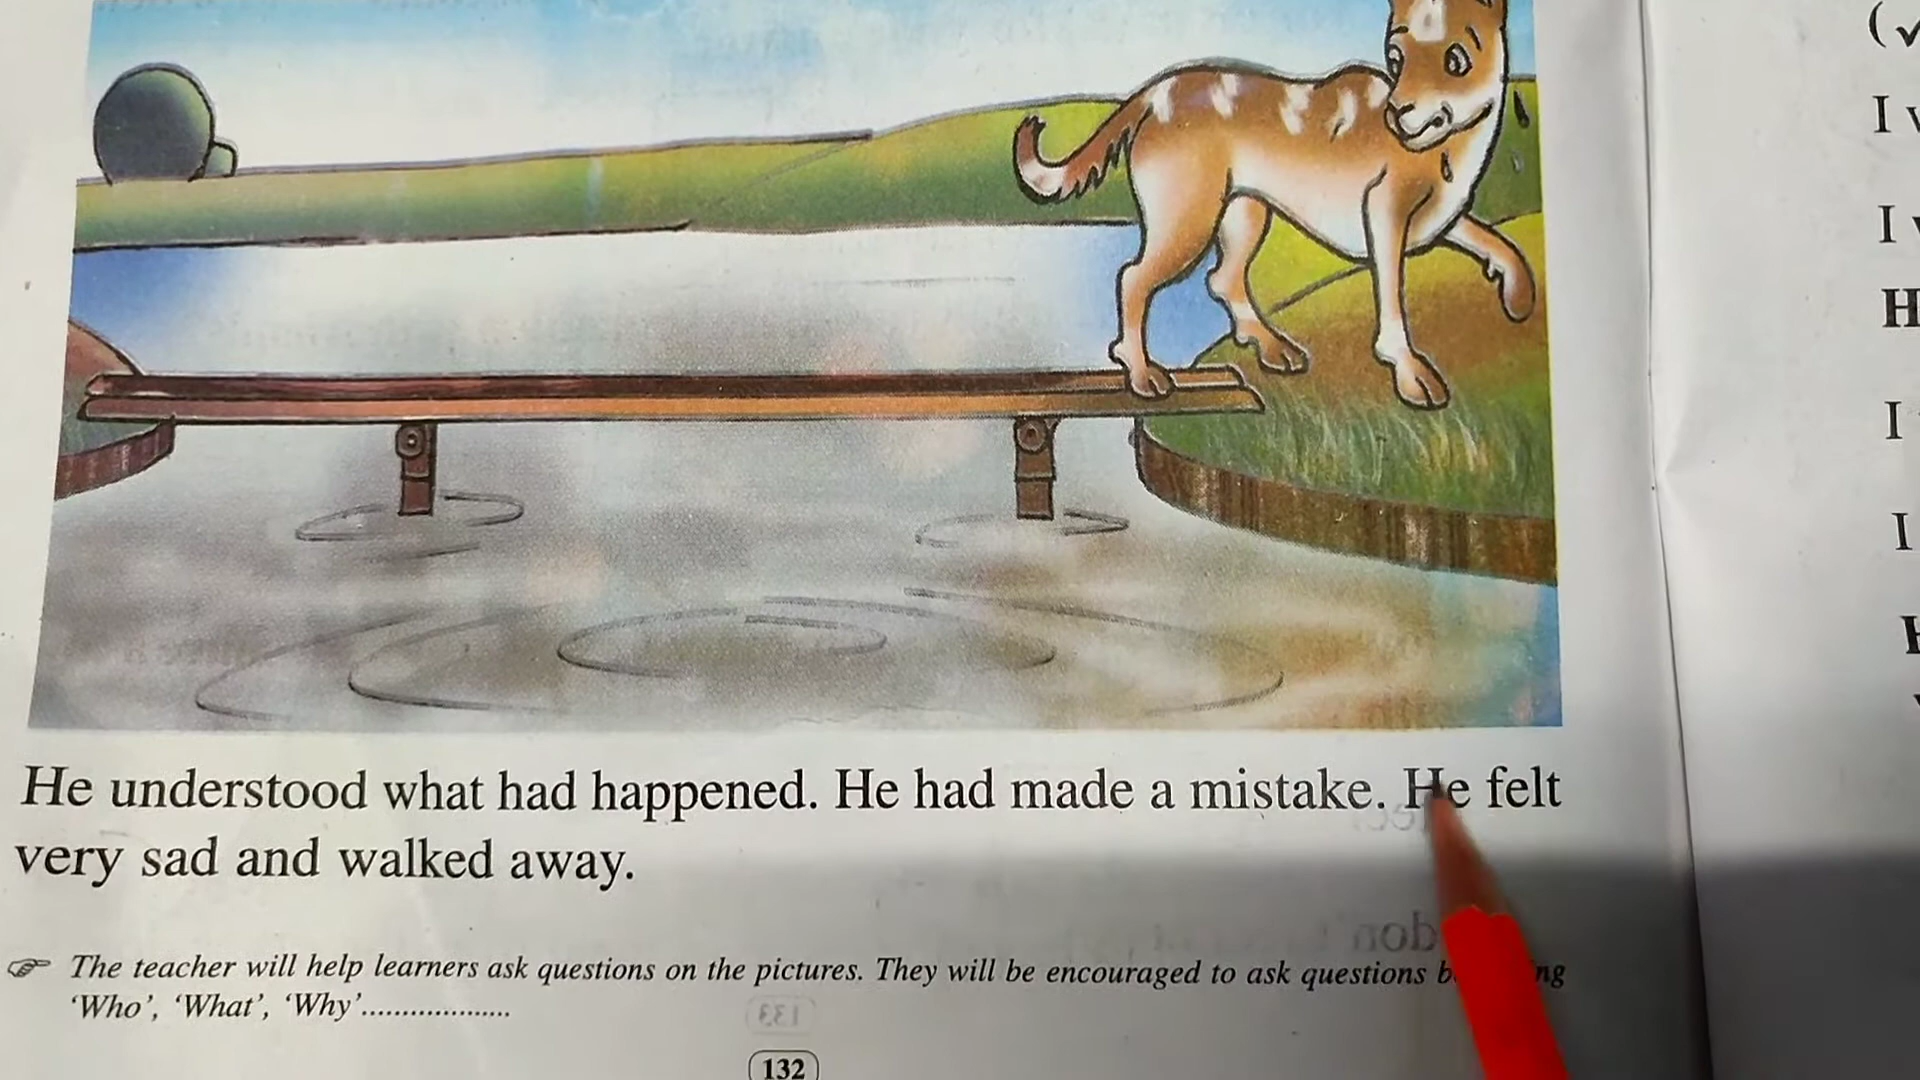 He understood what had happened. He had made a mistake. He felt
very sad and walked away.
The teacher will help learners ask questions on the pictures. They will be encouraged to ask questions
‘Who’, ‘What’, ‘Why’...................
132
(✓
I
I
H
I
I